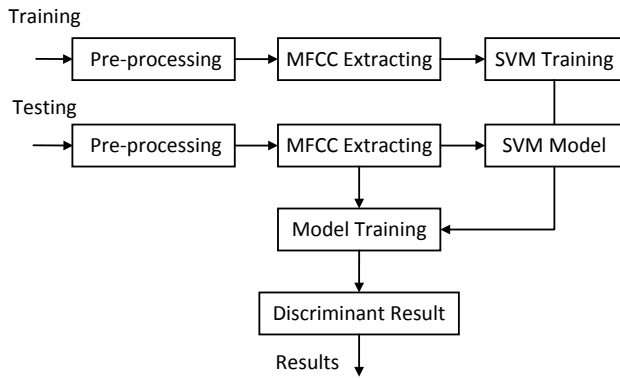 Training
Pre-processing
MFCC Extracting
SVM Training
Testing
Pre-processing
MFCC Extracting
SVM Model
Model Training
Discriminant Result
Results